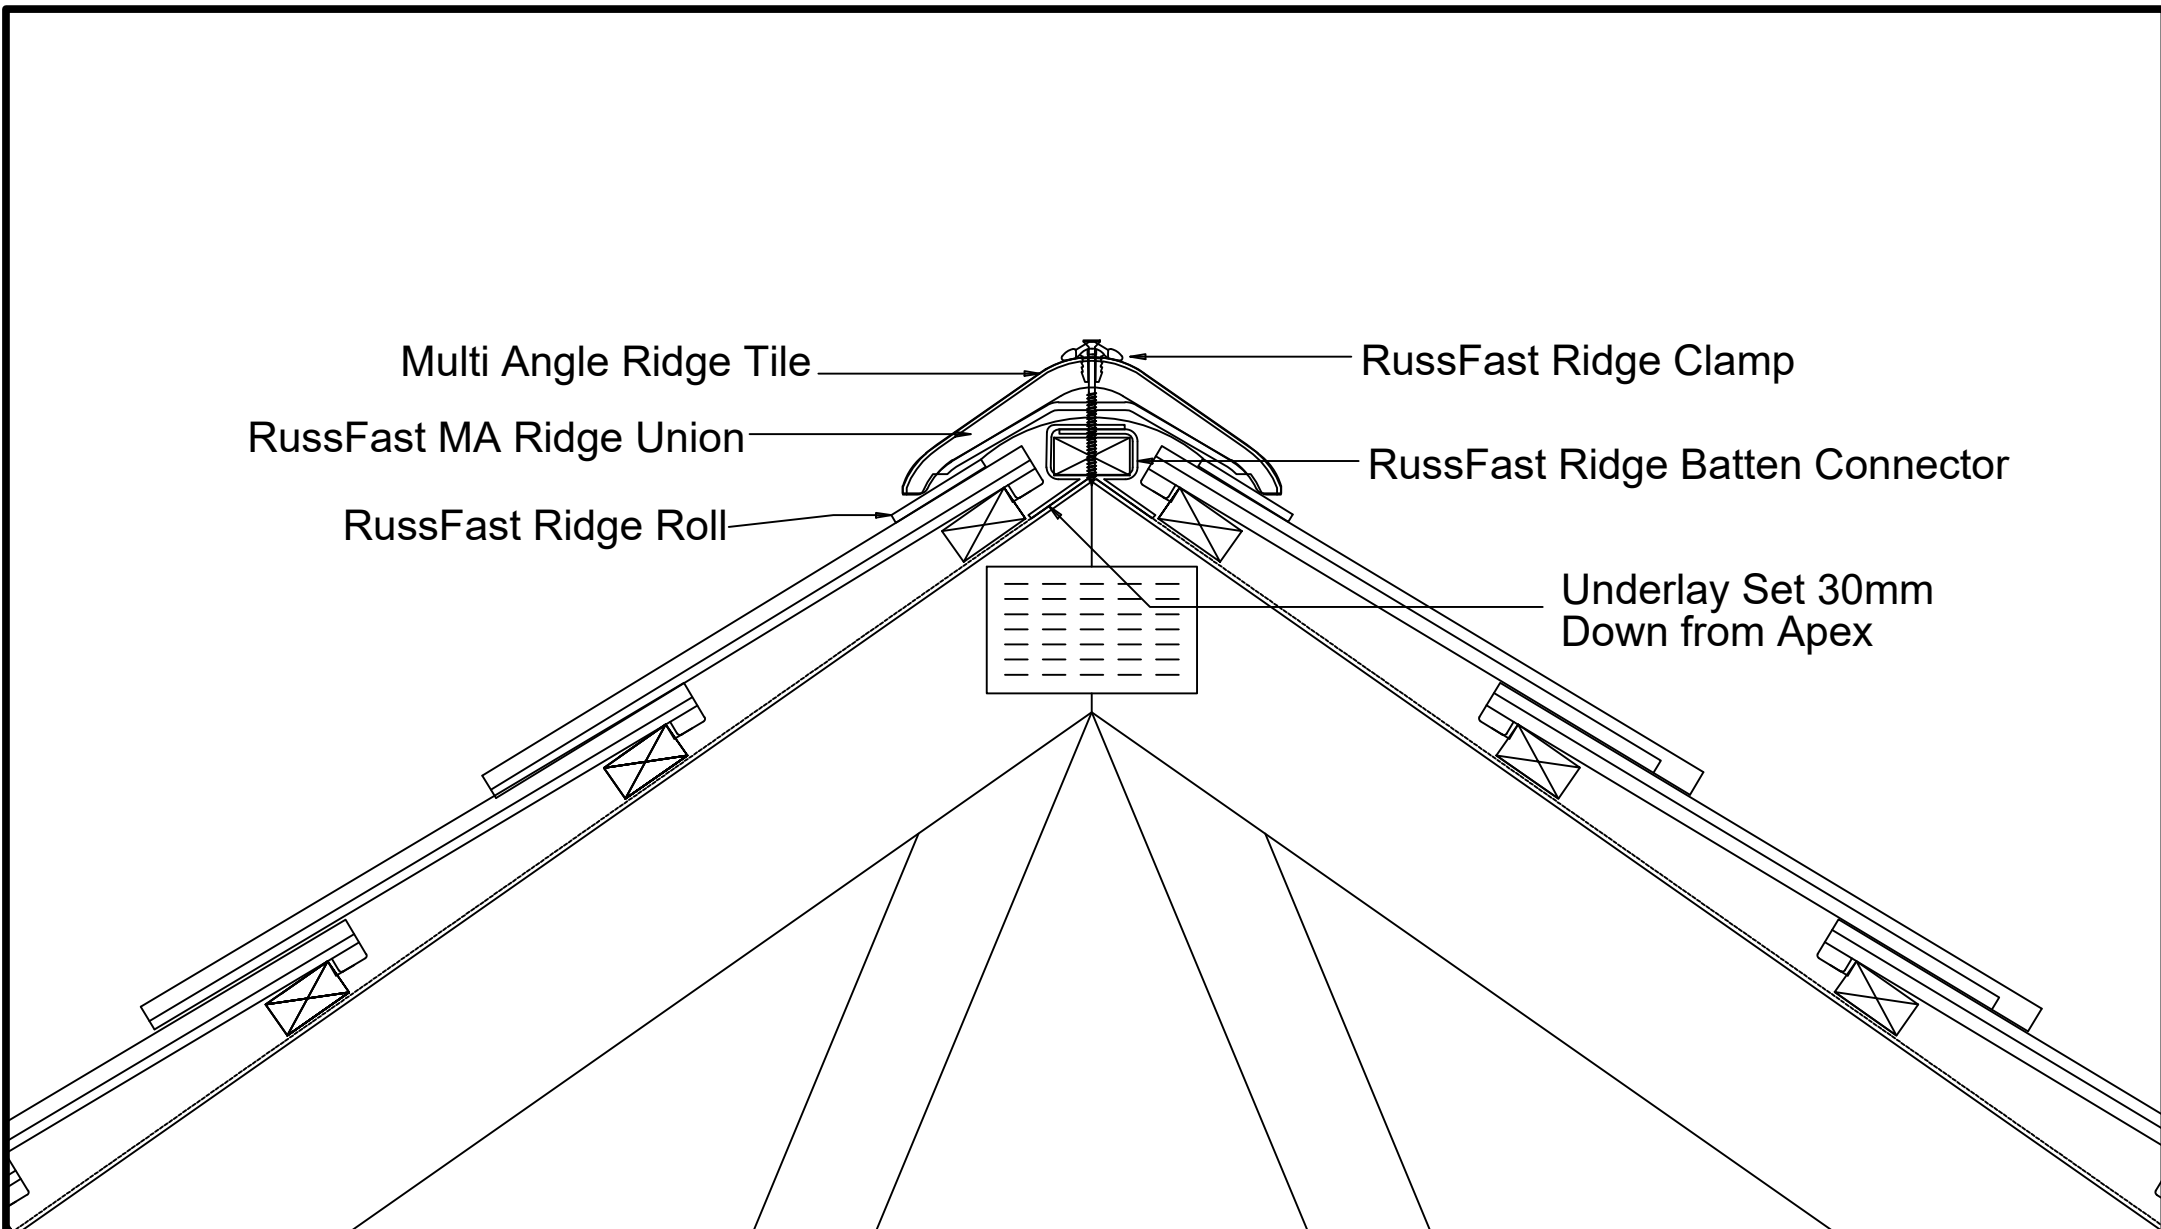 Multi Angle Ridge Tile
RussFast Ridge Clamp
RussFast MA Ridge Union
RussFast Ridge Batten Connector
RussFast Ridge Roll
Underlay Set 30mm
Down from Apex